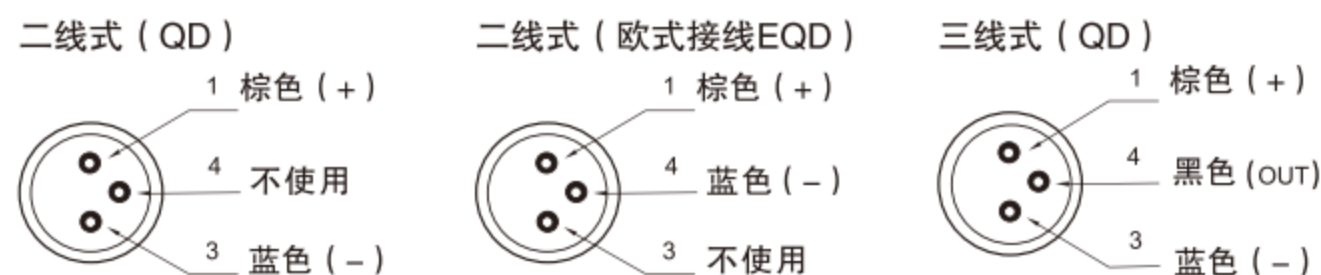 二线式 ( QD )
1 棕色 ( + )
4 不使用
3 蓝色 ( − )
二线式 ( 欧式接线EQD )
1 棕色 ( + )
4 蓝色 ( − )
3 不使用
三线式 ( QD )
1 棕色 ( + )
4 黑色 (OUT)
3 蓝色 ( − )